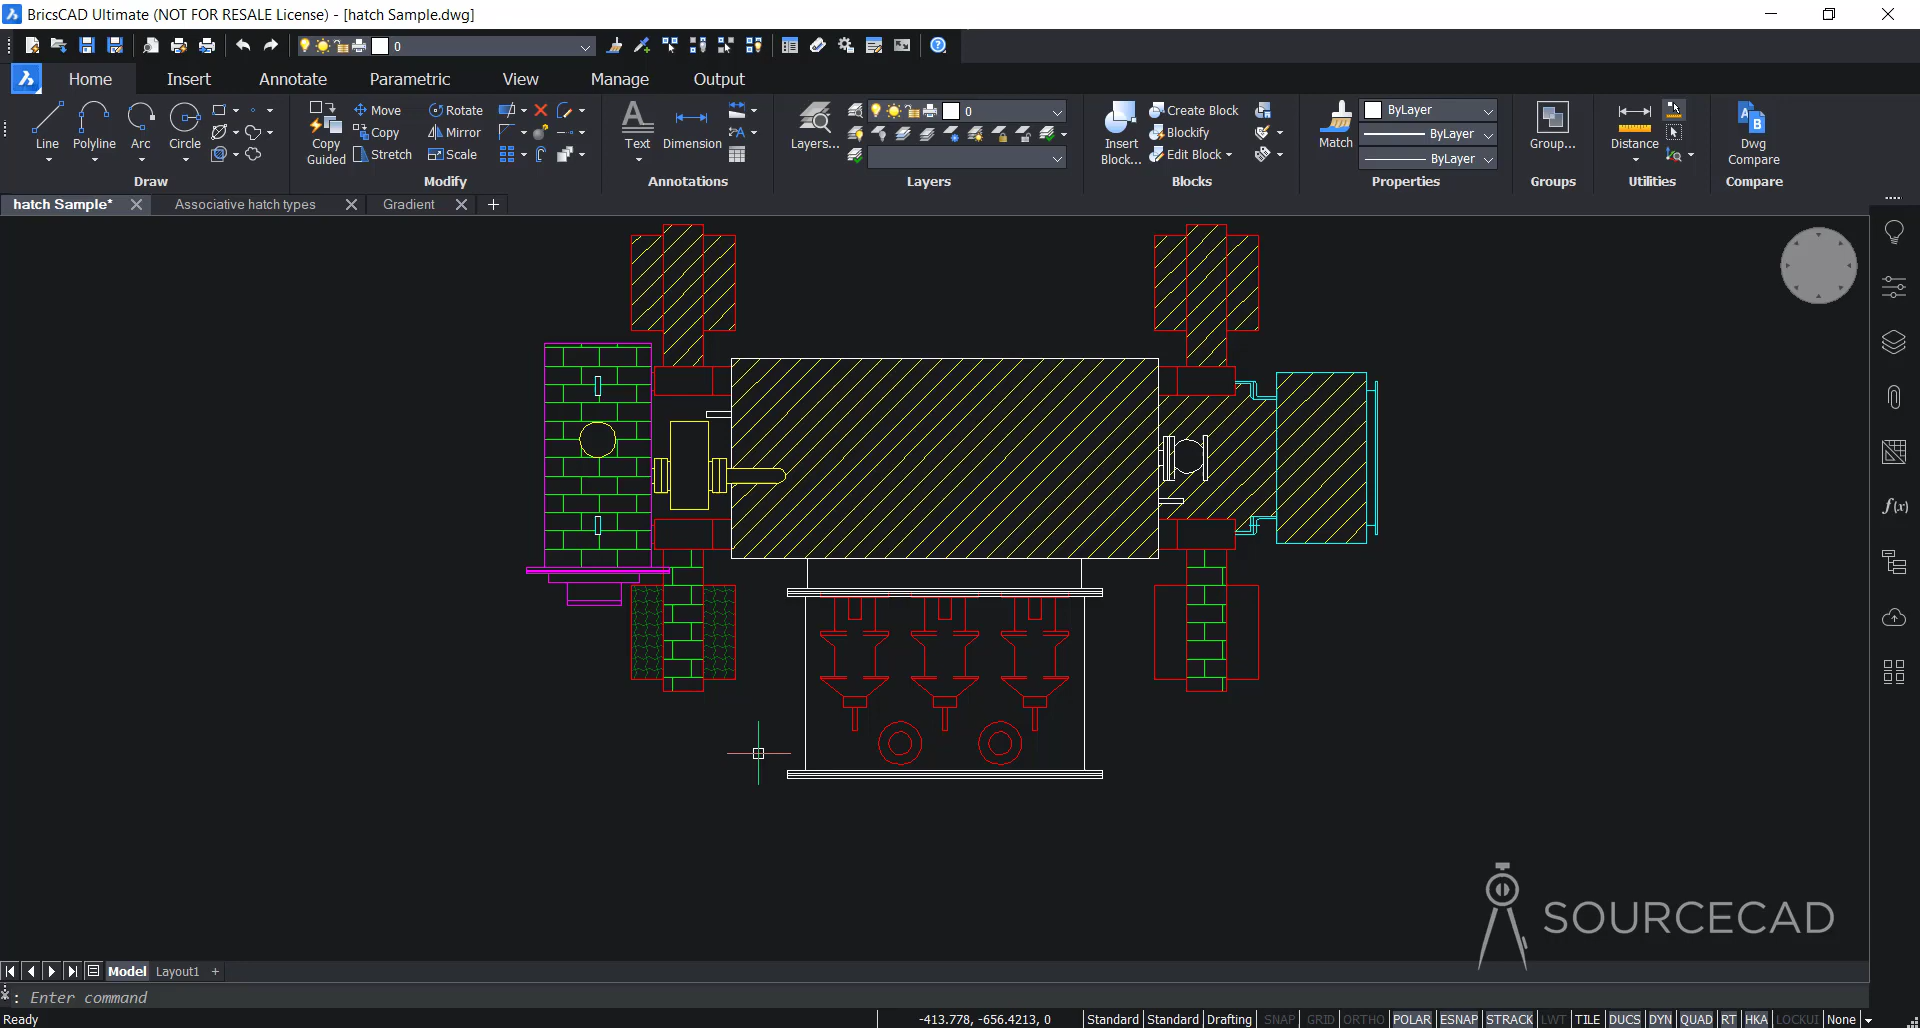 BricsCAD Ultimate (NOT FOR RESALE License) - [hatch Sample.dwg]
0
Home Insert Annotate Parametric View Manage Output
Line Polyline Arc Circle
Draw
Copy Guided
Move Copy Stretch
Rotate Mirror Scale
Modify
Text Dimension
Annotations
Layers...
0
Layers
Insert Block...
Create Block
Blockify
Edit Block
Blocks
Match
ByLayer
ByLayer
ByLayer
Properties
Group...
Groups
Distance
Utilities
Dwg Compare
Compare
hatch Sample* Associative hatch types Gradient
f(x)
SOURCECAD
Model Layout1 +
: Enter command
Ready -413.778, -656.4213, 0 Standard Standard Drafting SNAP GRID ORTHO POLAR ESNAP STRACK LWT TILE DUCS DYN QUAD RT HKA LOCKUI None